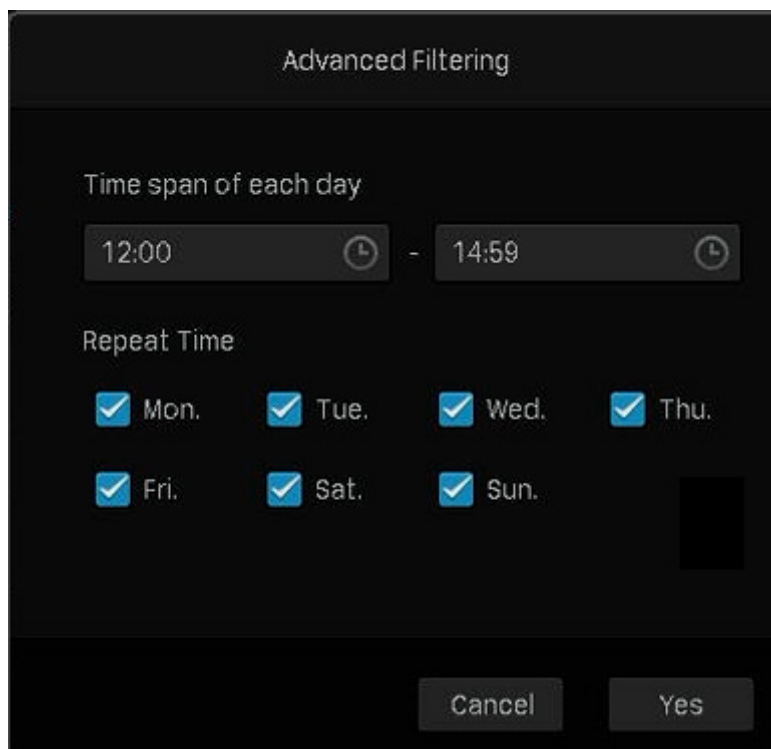 Advanced Filtering
Time span of each day
12:00 - 14:59
Repeat Time
Mon. Tue. Wed. Thu.
Fri. Sat. Sun.
Cancel Yes